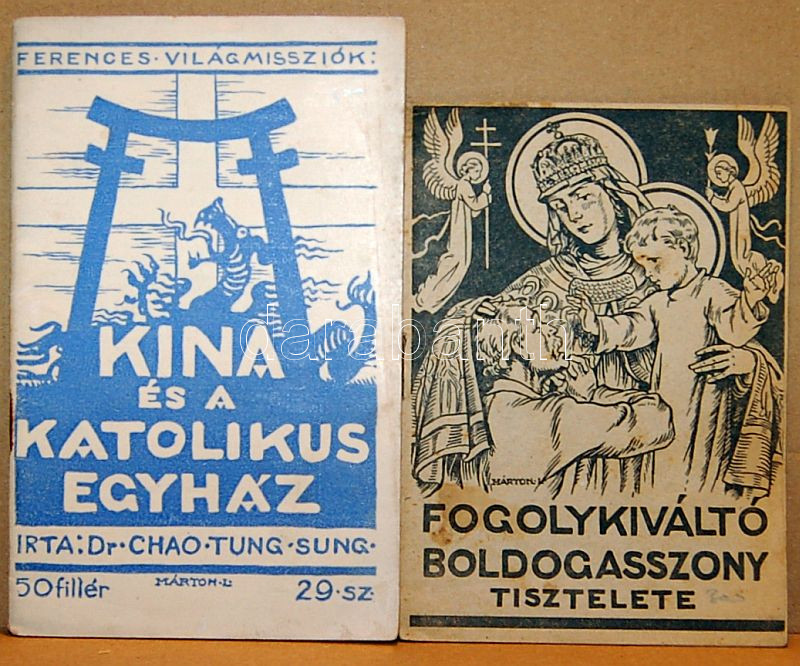 FERENCES·VILÁGMISSZIÓK:
KINA
ÉS A
KATOLIKUS
EGYHÁZ
IRTA: Dr·CHAO·TUNG·SUNG·
50 fillér MÁRTON·L· 29·SZ·
MÁRTON·L·
FOGOLYKIVÁLTÓ
BOLDOGASSZONY
TISZTELETE
darabanth